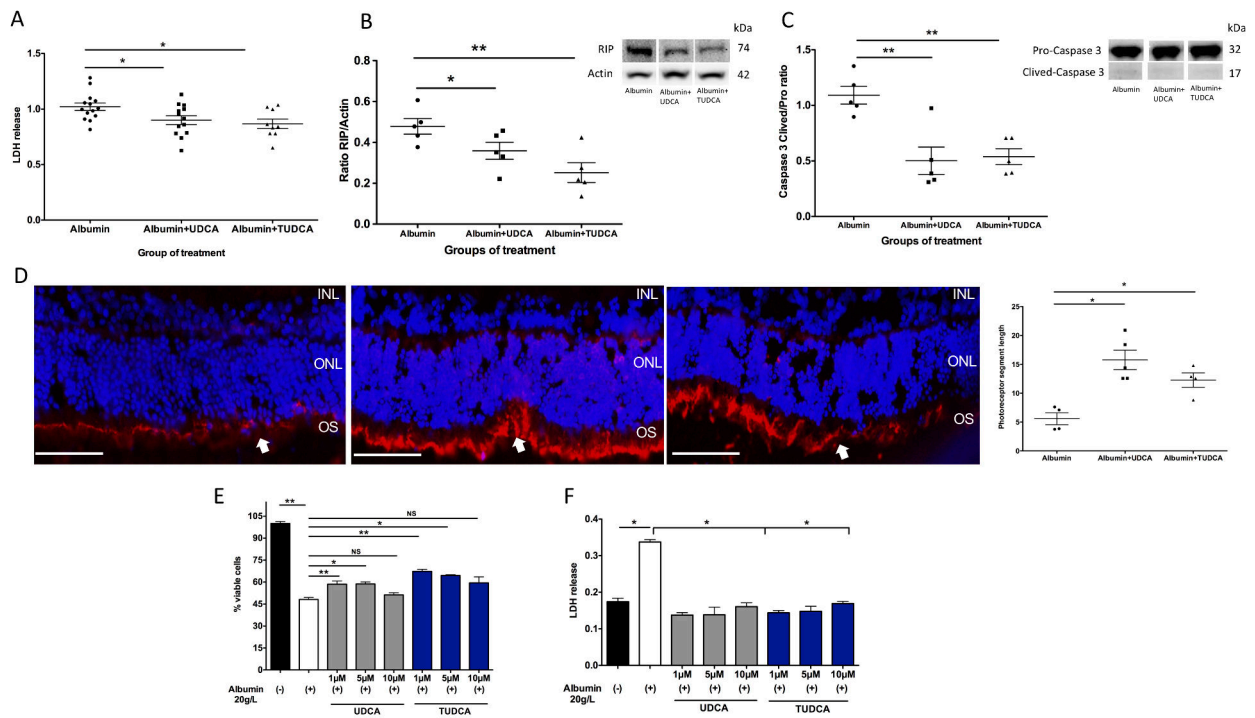 A
LDH release
1.5
1.0
0.5
0.0
*
*
Albumin
Albumin+UDCA
Albumin+TUDCA
Group of treatment
B
Ratio RIP/Actin
0.8
0.6
0.4
0.2
0.0
**
*
Albumin
Albumin+UDCA
Albumin+TUDCA
Groups of treatment
kDa
RIP
74
Actin
42
Albumin
Albumin+
UDCA
Albumin+
TUDCA
C
Caspase 3 Clived/Pro ratio
1.5
1.0
0.5
0.0
**
**
Albumin
Albumin+UDCA
Albumin+TUDCA
Groups of treatment
kDa
Pro-Caspase 3
32
Clived-Caspase 3
17
Albumin
Albumin+
UDCA
Albumin+
TUDCA
D
INL
ONL
OS
INL
ONL
OS
INL
ONL
OS
Photoreceptor segment length
25
20
15
10
5
0
*
*
Albumin
Albumin+UDCA
Albumin+TUDCA
E
% viable cells
105
90
75
60
45
30
15
0
**
NS
*
**
NS
*
**
1µM
5µM
10µM
1µM
5µM
10µM
Albumin
20g/L
(-)
(+)
(+)
(+)
(+)
(+)
(+)
(+)
UDCA
TUDCA
F
LDH release
0.4
0.3
0.2
0.1
0.0
*
*
*
1µM
5µM
10µM
1µM
5µM
10µM
Albumin
20g/L
(-)
(+)
(+)
(+)
(+)
(+)
(+)
(+)
UDCA
TUDCA